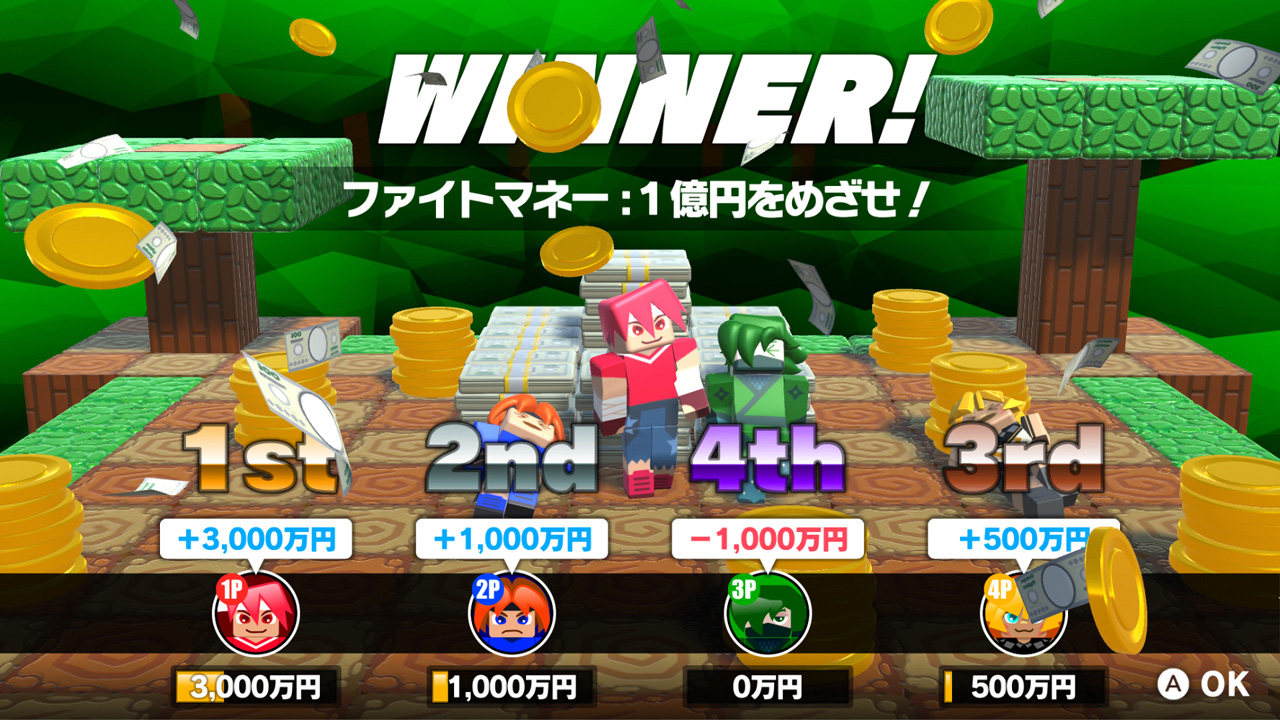 WINNER!
ファイトマネー:1億円をめざせ!
1st
2nd
4th
3rd
+3,000万円
+1,000万円
-1,000万円
+500万円
1P
2P
3P
4P
3,000万円
1,000万円
0万円
500万円
A OK